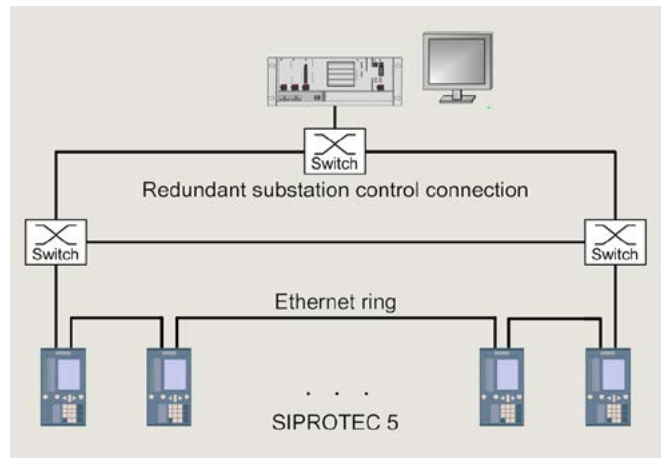 Switch
Redundant substation control connection
Switch
Switch
Ethernet ring
. . .
SIPROTEC 5